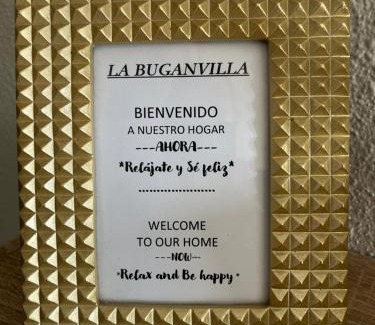 LA BUGANVILLA
BIENVENIDO
A NUESTRO HOGAR
---AHORA---
*Relájate y Sé feliz*
.....................
WELCOME
TO OUR HOME
---NOW---
*Relax and Be happy *